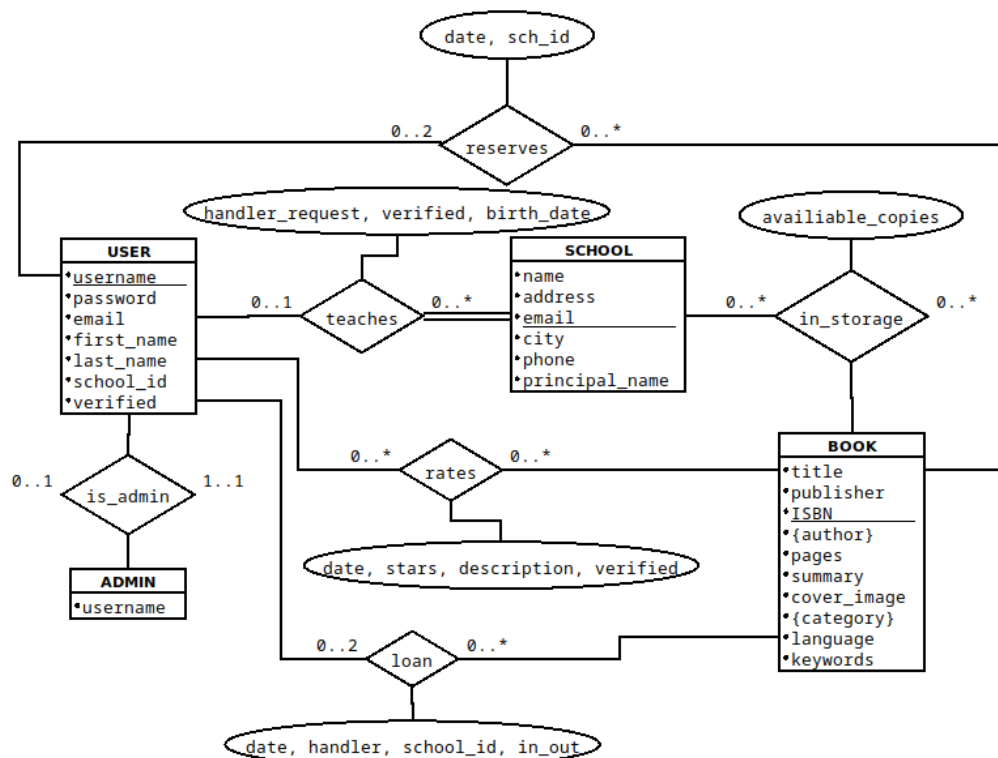 date, sch_id
0..2
reserves
0..*
handler_request, verified, birth_date
availiable_copies
USER
username
password
email
first_name
last_name
school_id
verified
0..1
teaches
0..*
SCHOOL
name
address
email
city
phone
principal_name
0..*
in_storage
0..*
0..1
is_admin
1..1
ADMIN
username
0..*
rates
0..*
date, stars, description, verified
BOOK
title
publisher
ISBN
{author}
pages
summary
cover_image
{category}
language
keywords
0..2
loan
0..*
date, handler, school_id, in_out